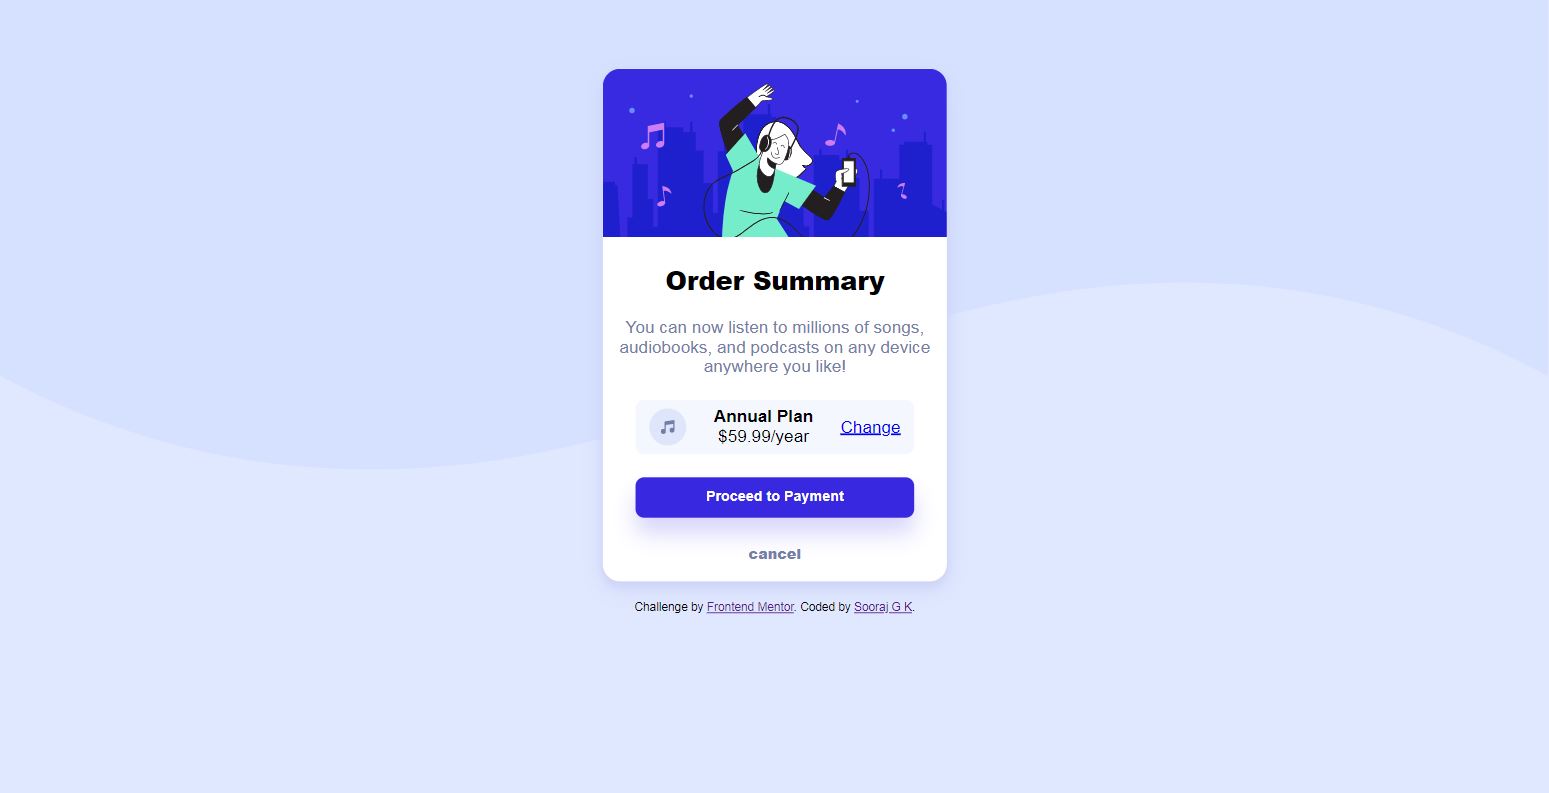 Order Summary
You can now listen to millions of songs,
audiobooks, and podcasts on any device
anywhere you like!
Annual Plan
$59.99/year
Change
Proceed to Payment
cancel
Challenge by Frontend Mentor. Coded by Sooraj G K.